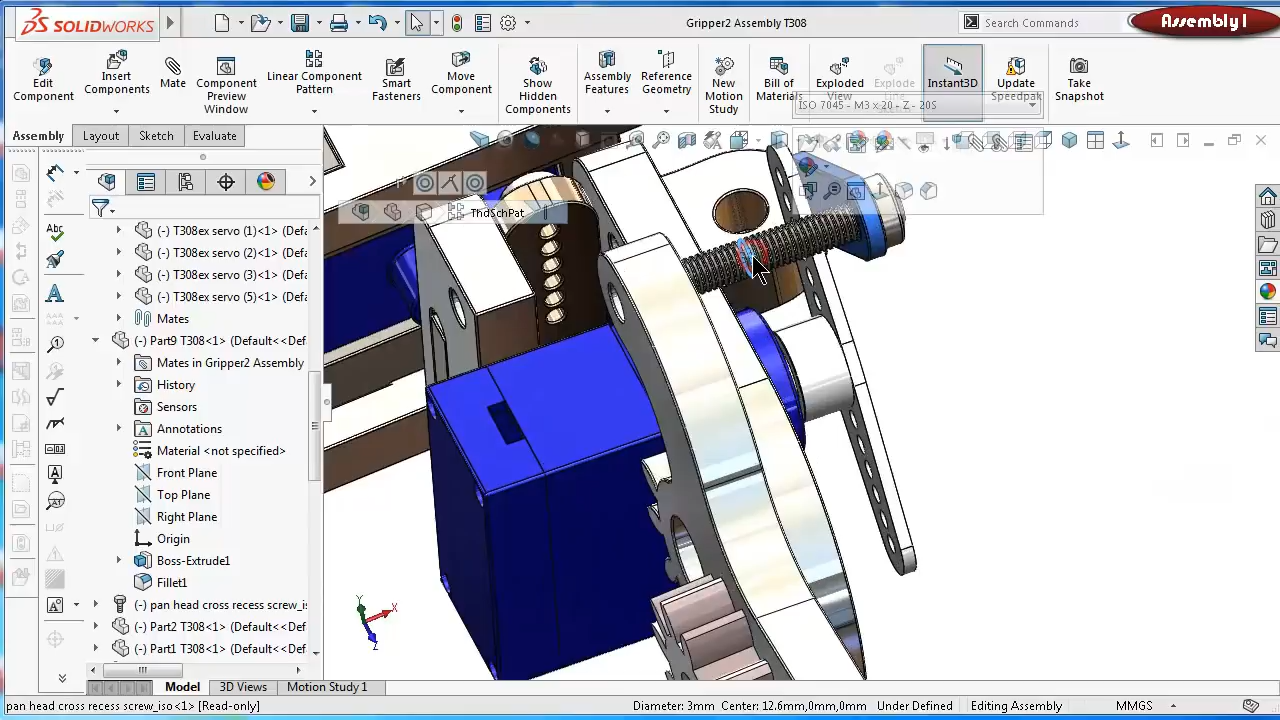 SOLIDWORKS
Gripper2 Assembly T308
Search Commands
Assembly1
Edit Component
Insert Components
Mate
Component Preview Window
Linear Component Pattern
Smart Fasteners
Move Component
Show Hidden Components
Assembly Features
Reference Geometry
New Motion Study
Bill of Materials
Exploded View
Explode Line
Instant3D
Update Speedpak
Take Snapshot
ISO 7045 - M3 x 20 - Z - 20S
Assembly
Layout
Sketch
Evaluate
ThdSchPat
(-) T308ex servo (1)<1> (Defa
(-) T308ex servo (2)<1> (Defa
(-) T308ex servo (3)<1> (Defa
(-) T308ex servo (5)<1> (Defa
Mates
(-) Part9 T308<1> (Default<<Def
Mates in Gripper2 Assembly
History
Sensors
Annotations
Material <not specified>
Front Plane
Top Plane
Right Plane
Origin
Boss-Extrude1
Fillet1
(-) pan head cross recess screw_is
(-) Part2 T308<1> (Default<<Def
(-) Part1 T308<1> (Default<<Def
Abc
Y
X
Z
Model
3D Views
Motion Study 1
pan head cross recess screw_iso<1> [Read-only]
Diameter: 3mm Center: 12.6mm,0mm,0mm
Under Defined
Editing Assembly
MMGS